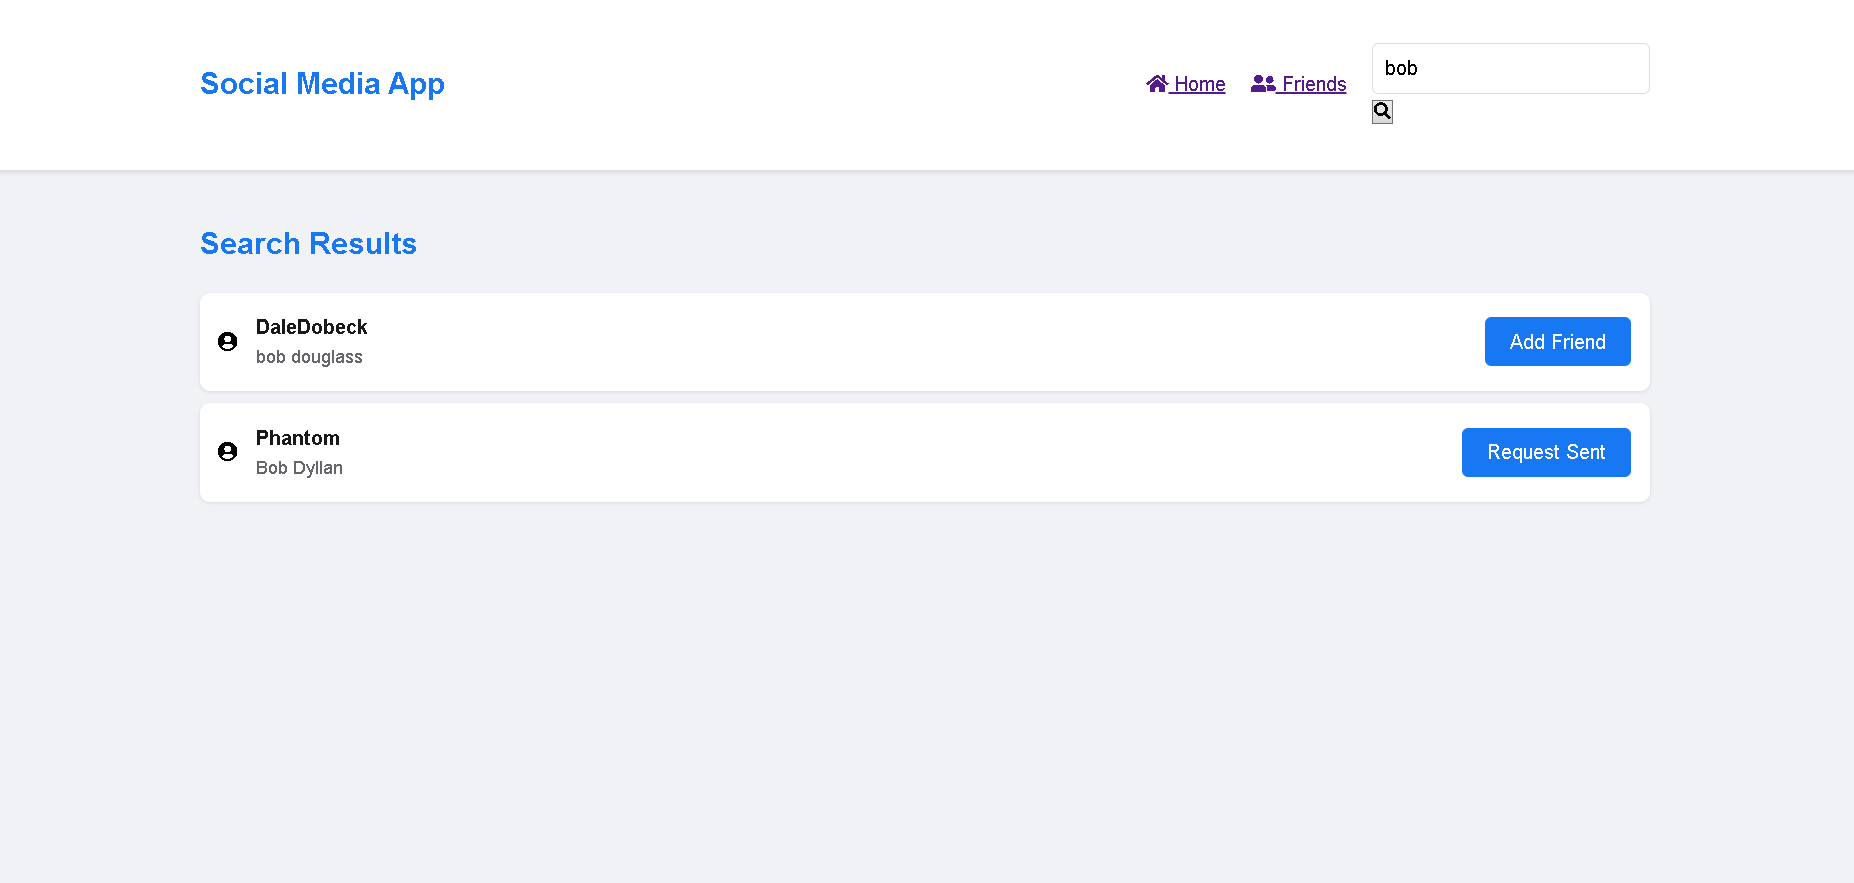 Social Media App
Home
Friends
bob
Search Results
DaleDobeck
bob douglass
Add Friend
Phantom
Bob Dyllan
Request Sent